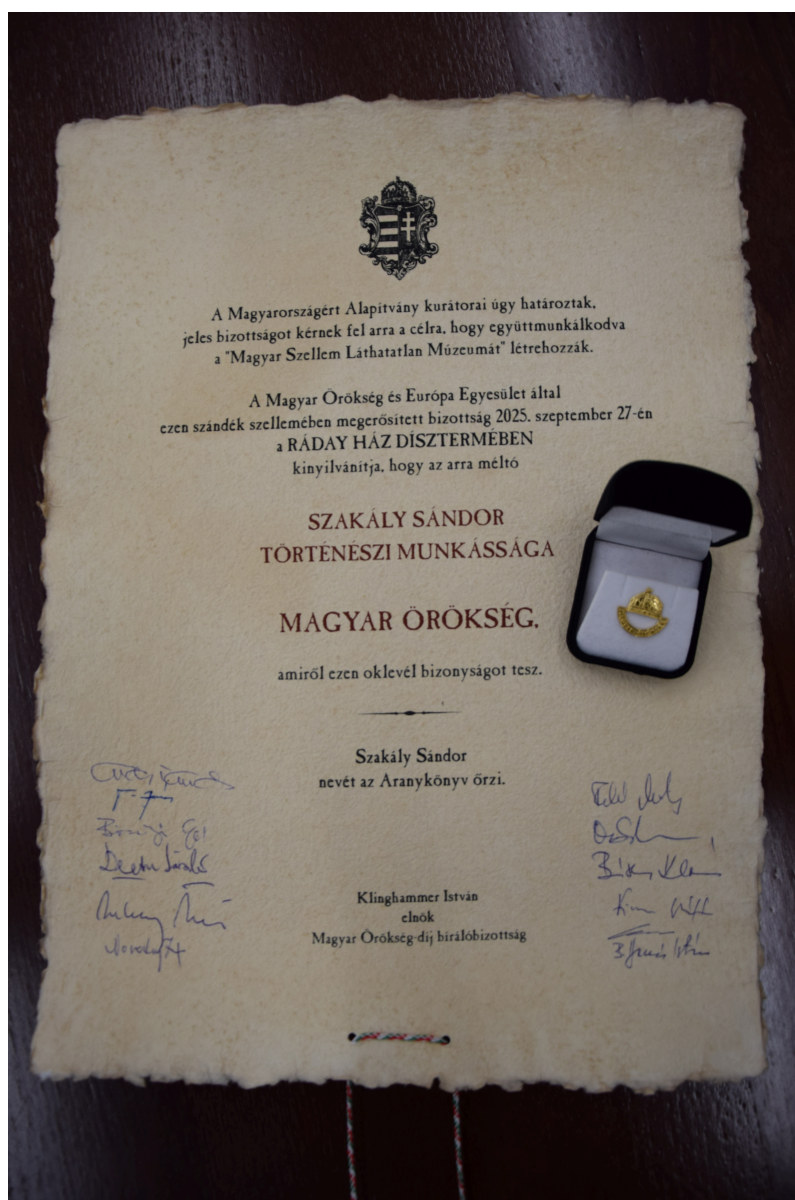 A Magyarországért Alapítvány kurátorai úgy határoztak,
jeles bizottságot kérnek fel arra a célra, hogy együttmunkálkodva
a "Magyar Szellem Láthatatlan Múzeumát" létrehozzák.
A Magyar Örökség és Európa Egyesület által
ezen szándék szellemében megerősített bizottság 2025. szeptember 27-én
a RÁDAY HÁZ DÍSZTERMÉBEN
kinyilvánítja, hogy az arra méltó
SZAKÁLY SÁNDOR
TÖRTÉNÉSZI MUNKÁSSÁGA
MAGYAR ÖRÖKSÉG,
amiről ezen oklevél bizonyságot tesz.
Szakály Sándor
nevét az Aranykönyv őrzi.
Klinghammer István
elnök
Magyar Örökség-díj bírálóbizottság